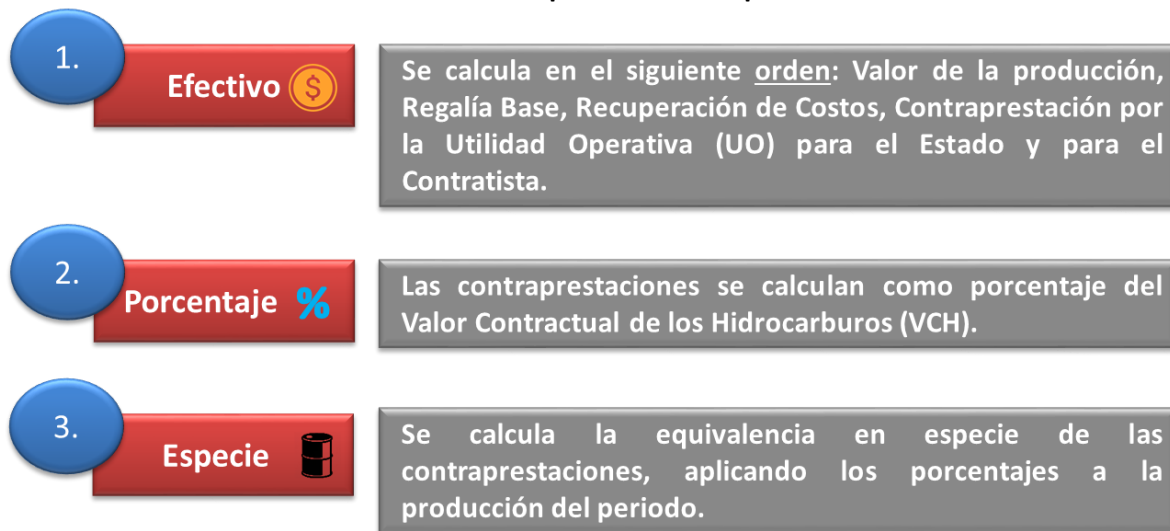 1.
Efectivo $
Se calcula en el siguiente orden: Valor de la producción,
Regalía Base, Recuperación de Costos, Contraprestación por
la Utilidad Operativa (UO) para el Estado y para el
Contratista.
2.
Porcentaje %
Las contraprestaciones se calculan como porcentaje del
Valor Contractual de los Hidrocarburos (VCH).
3.
Especie
Se calcula la equivalencia en especie de las
contraprestaciones, aplicando los porcentajes a la
producción del periodo.